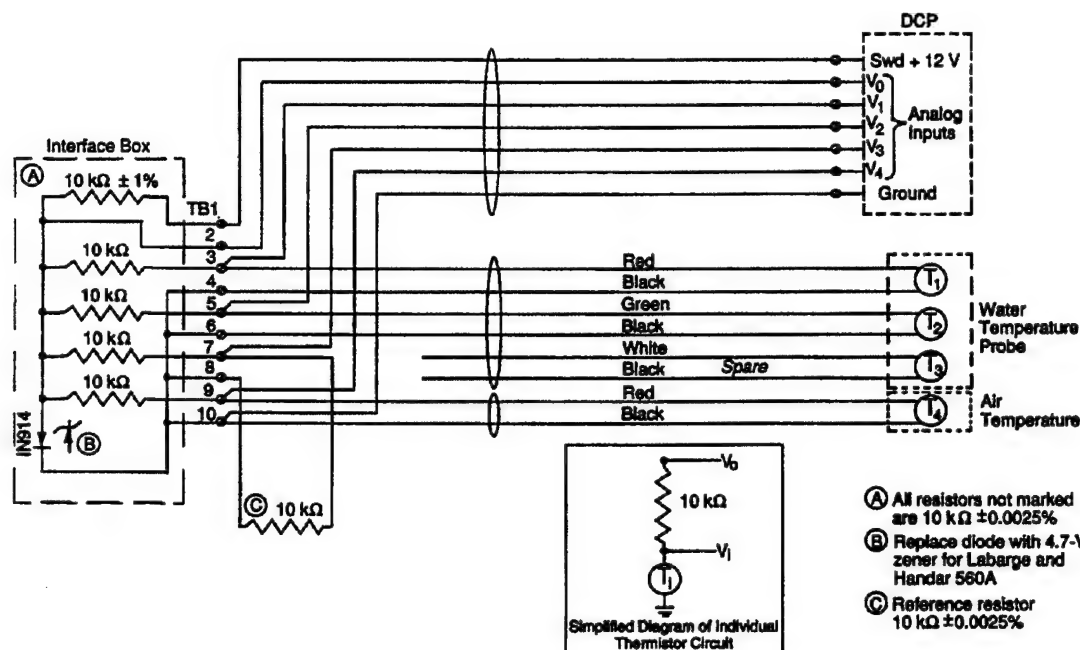 DCP
Swd + 12 V
V0
V1
V2
V3
V4
Analog
Inputs
Ground
Interface Box
A
10 kΩ ± 1%
TB1
2
3
4
5
6
7
8
9
10
10 kΩ
10 kΩ
10 kΩ
10 kΩ
IN914
B
C 10 kΩ
Red
Black
Green
Black
White
Black
Spare
Red
Black
T1
T2
T3
T4
Water
Temperature
Probe
Air
Temperature
Vo
10 kΩ
Vj
Tj
Simplified Diagram of Individual
Thermistor Circuit
A All resistors not marked
are 10 kΩ ±0.0025%
B Replace diode with 4.7-V
zener for Labarge and
Handar 560A
C Reference resistor
10 kΩ ±0.0025%